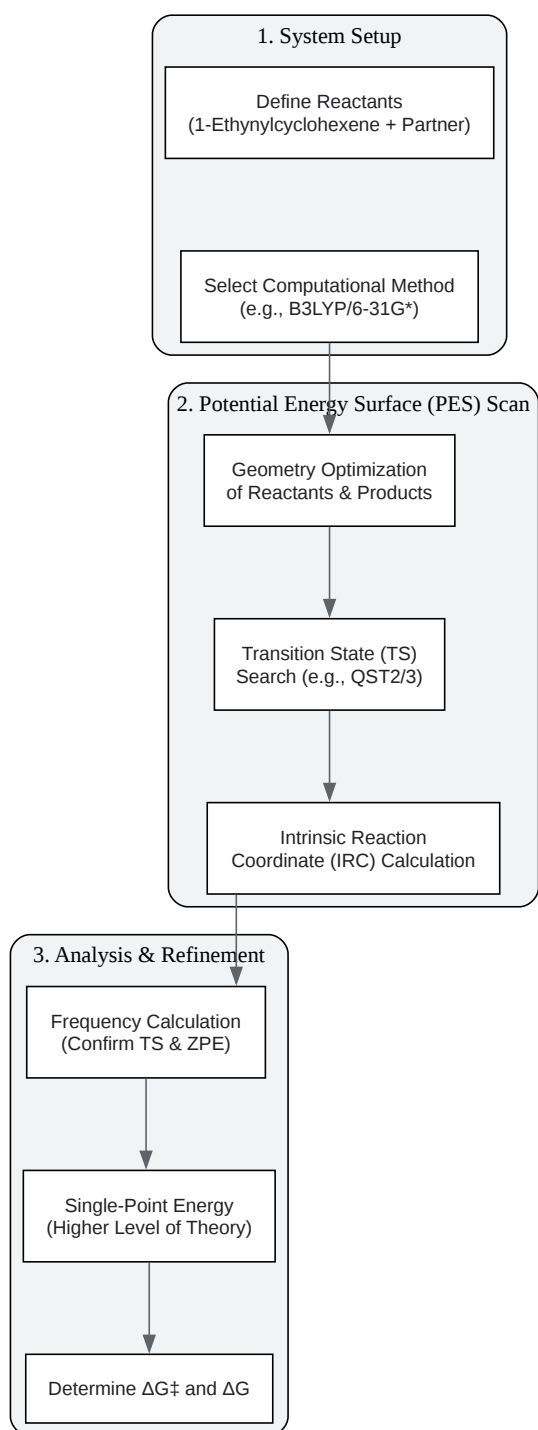 1. System Setup
Define Reactants
(1-Ethynylcyclohexene + Partner)
Select Computational Method
(e.g., B3LYP/6-31G*)
2. Potential Energy Surface (PES) Scan
Geometry Optimization
of Reactants & Products
Transition State (TS)
Search (e.g., QST2/3)
Intrinsic Reaction
Coordinate (IRC) Calculation
3. Analysis & Refinement
Frequency Calculation
(Confirm TS & ZPE)
Single-Point Energy
(Higher Level of Theory)
Determine ΔG‡ and ΔG